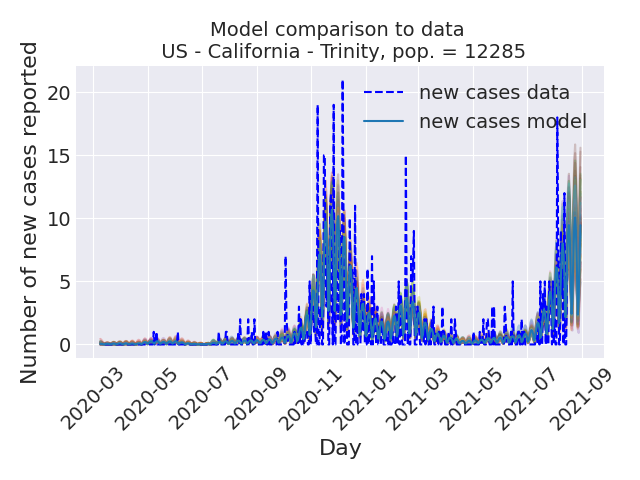 Model comparison to data
US - California - Trinity, pop. = 12285
new cases data
new cases model
Number of new cases reported
20
15
10
5
0
2020-03
2020-05
2020-07
2020-09
2020-11
2021-01
2021-03
2021-05
2021-07
2021-09
Day